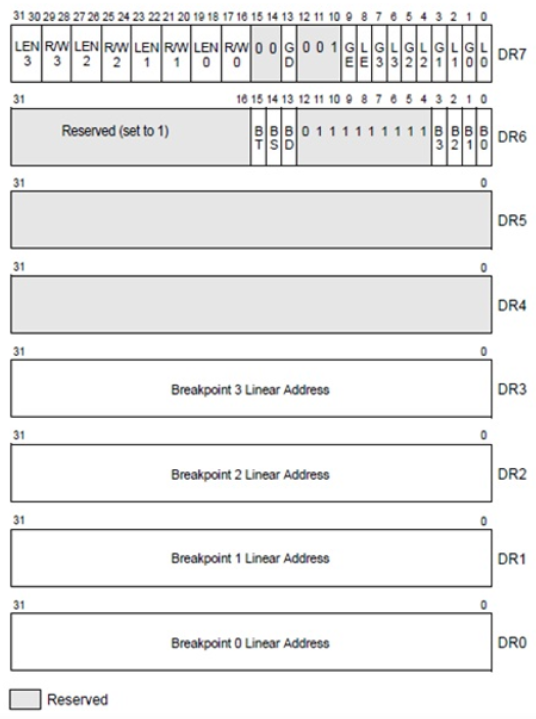 31 30 29 28 27 26 25 24 23 22 21 20 19 18 17 16 15 14 13 12 11 10 9 8 7 6 5 4 3 2 1 0
LEN 3 R/W 3 LEN 2 R/W 2 LEN 1 R/W 1 LEN 0 R/W 0 0 0 G D 0 0 1 G E L E G 3 L 3 G 2 L 2 G 1 L 1 G 0 L 0 DR7
31 16 15 14 13 12 11 10 9 8 7 6 5 4 3 2 1 0
Reserved (set to 1) B T B S B D 0 1 1 1 1 1 1 1 1 B 3 B 2 B 1 B 0 DR6
31 0
DR5
31 0
DR4
31 0
Breakpoint 3 Linear Address DR3
31 0
Breakpoint 2 Linear Address DR2
31 0
Breakpoint 1 Linear Address DR1
31 0
Breakpoint 0 Linear Address DR0
Reserved